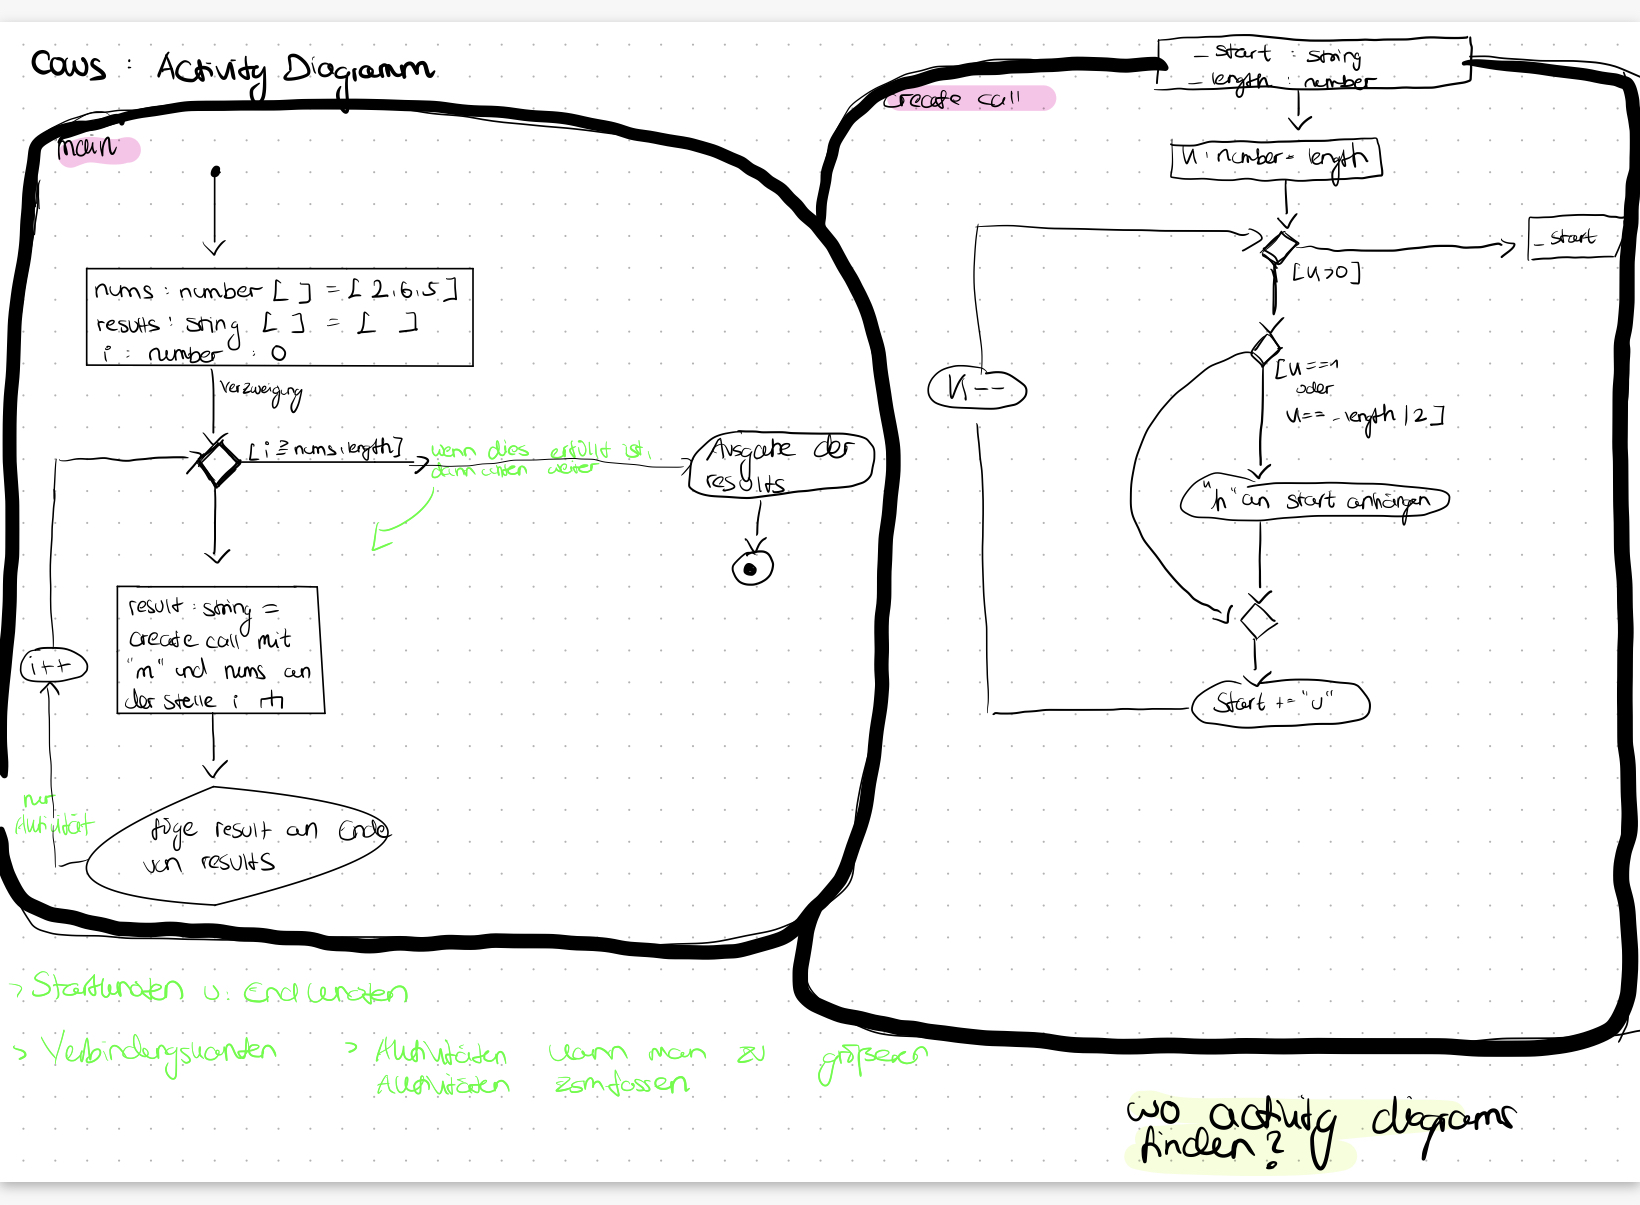 Cows : Activity Diagramm
main
nums : number [ ] = [ 2,6,5 ]
results : string [ ] = [ ]
i : number : 0
Verzweigung
[ i ≥ nums.length]
wenn dies erfüllt ist,
dann unten weiter
Ausgabe der
results
result : string =
create call mit
"m" und nums an
der Stelle i
i++
nur
Aktivität
füge result an Ende
von results
> Startknoten u. Endknoten
> Verbindungskanten
> Aktivitäten kann man zu größeren
Aktivitäten zsmfassen
create call
_start : string
_length : number
k : number = length
[k>0]
_start
[k==1
oder
k== _length /2]
k--
"h" an start anhängen
Start += "u"
wo activity diagrams
finden?